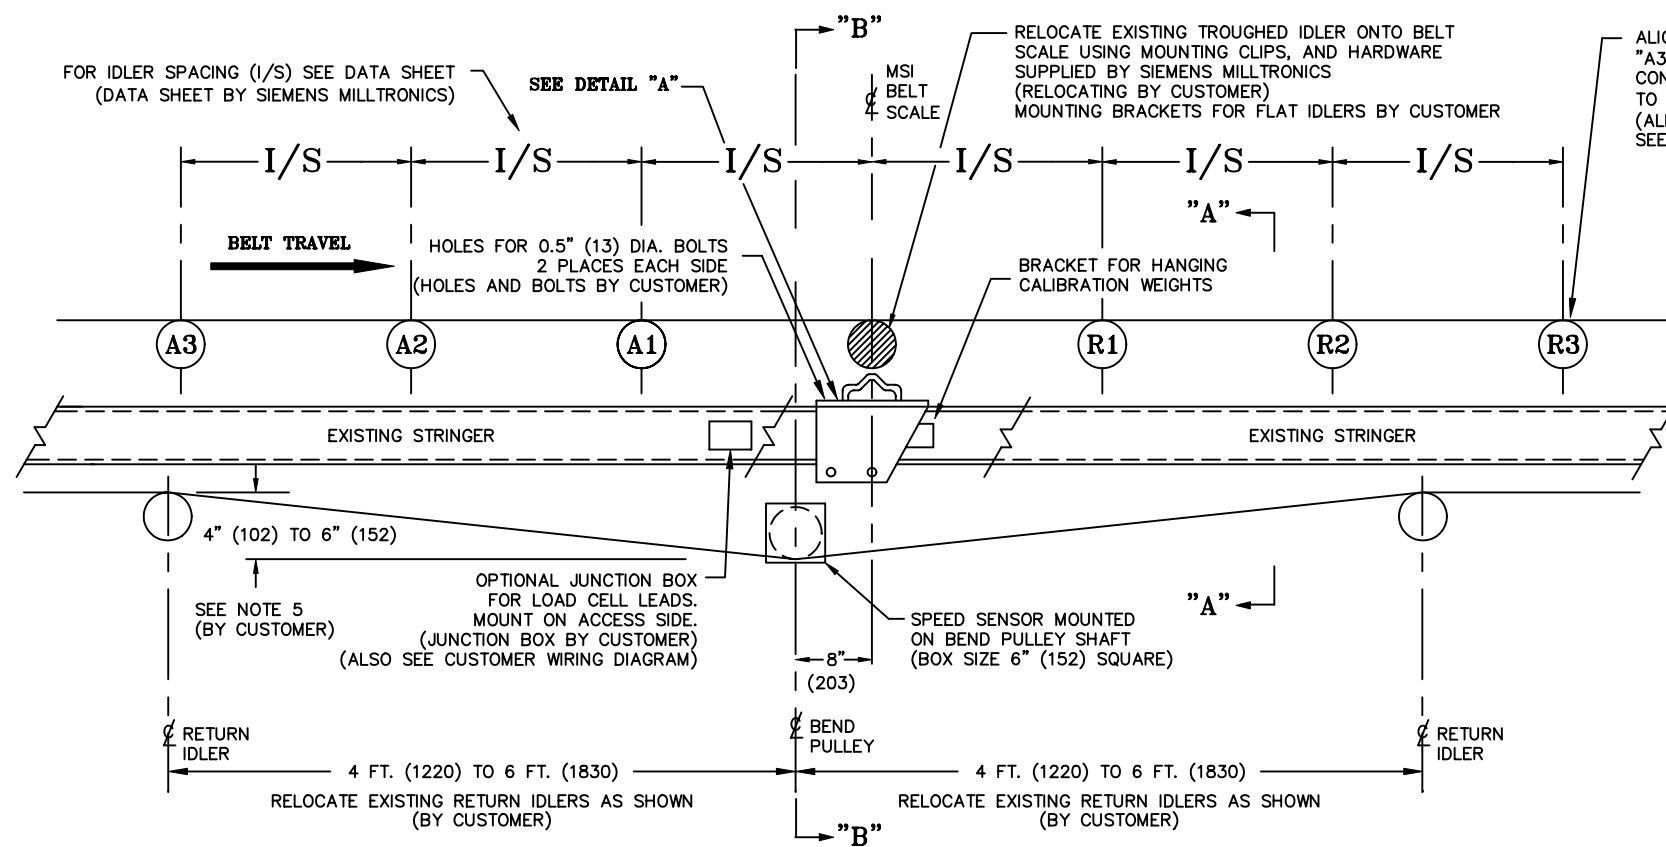 "B"
RELOCATE EXISTING TROUGHED IDLER ONTO BELT
SCALE USING MOUNTING CLIPS, AND HARDWARE
SUPPLIED BY SIEMENS MILLTRONICS
(RELOCATING BY CUSTOMER)
MOUNTING BRACKETS FOR FLAT IDLERS BY CUSTOMER
"A3
TO
SEE
FOR IDLER SPACING (I/S) SEE DATA SHEET
(DATA SHEET BY SIEMENS MILLTRONICS)
SEE DETAIL "A"
MSI
BELT
℄ SCALE
I/S I/S I/S I/S I/S I/S
"A"
BELT TRAVEL
HOLES FOR 0.5" (13) DIA. BOLTS
2 PLACES EACH SIDE
(HOLES AND BOLTS BY CUSTOMER)
BRACKET FOR HANGING
CALIBRATION WEIGHTS
A3 A2 A1 R1 R2 R3
EXISTING STRINGER
EXISTING STRINGER
4" (102) TO 6" (152)
SEE NOTE 5
(BY CUSTOMER)
OPTIONAL JUNCTION BOX
FOR LOAD CELL LEADS.
MOUNT ON ACCESS SIDE.
(JUNCTION BOX BY CUSTOMER)
(ALSO SEE CUSTOMER WIRING DIAGRAM)
"A"
SPEED SENSOR MOUNTED
ON BEND PULLEY SHAFT
(BOX SIZE 6" (152) SQUARE)
8"
(203)
℄ RETURN
IDLER
℄ BEND
PULLEY
℄ RETURN
IDLER
4 FT. (1220) TO 6 FT. (1830)
RELOCATE EXISTING RETURN IDLERS AS SHOWN
(BY CUSTOMER)
4 FT. (1220) TO 6 FT. (1830)
RELOCATE EXISTING RETURN IDLERS AS SHOWN
(BY CUSTOMER)
"B"